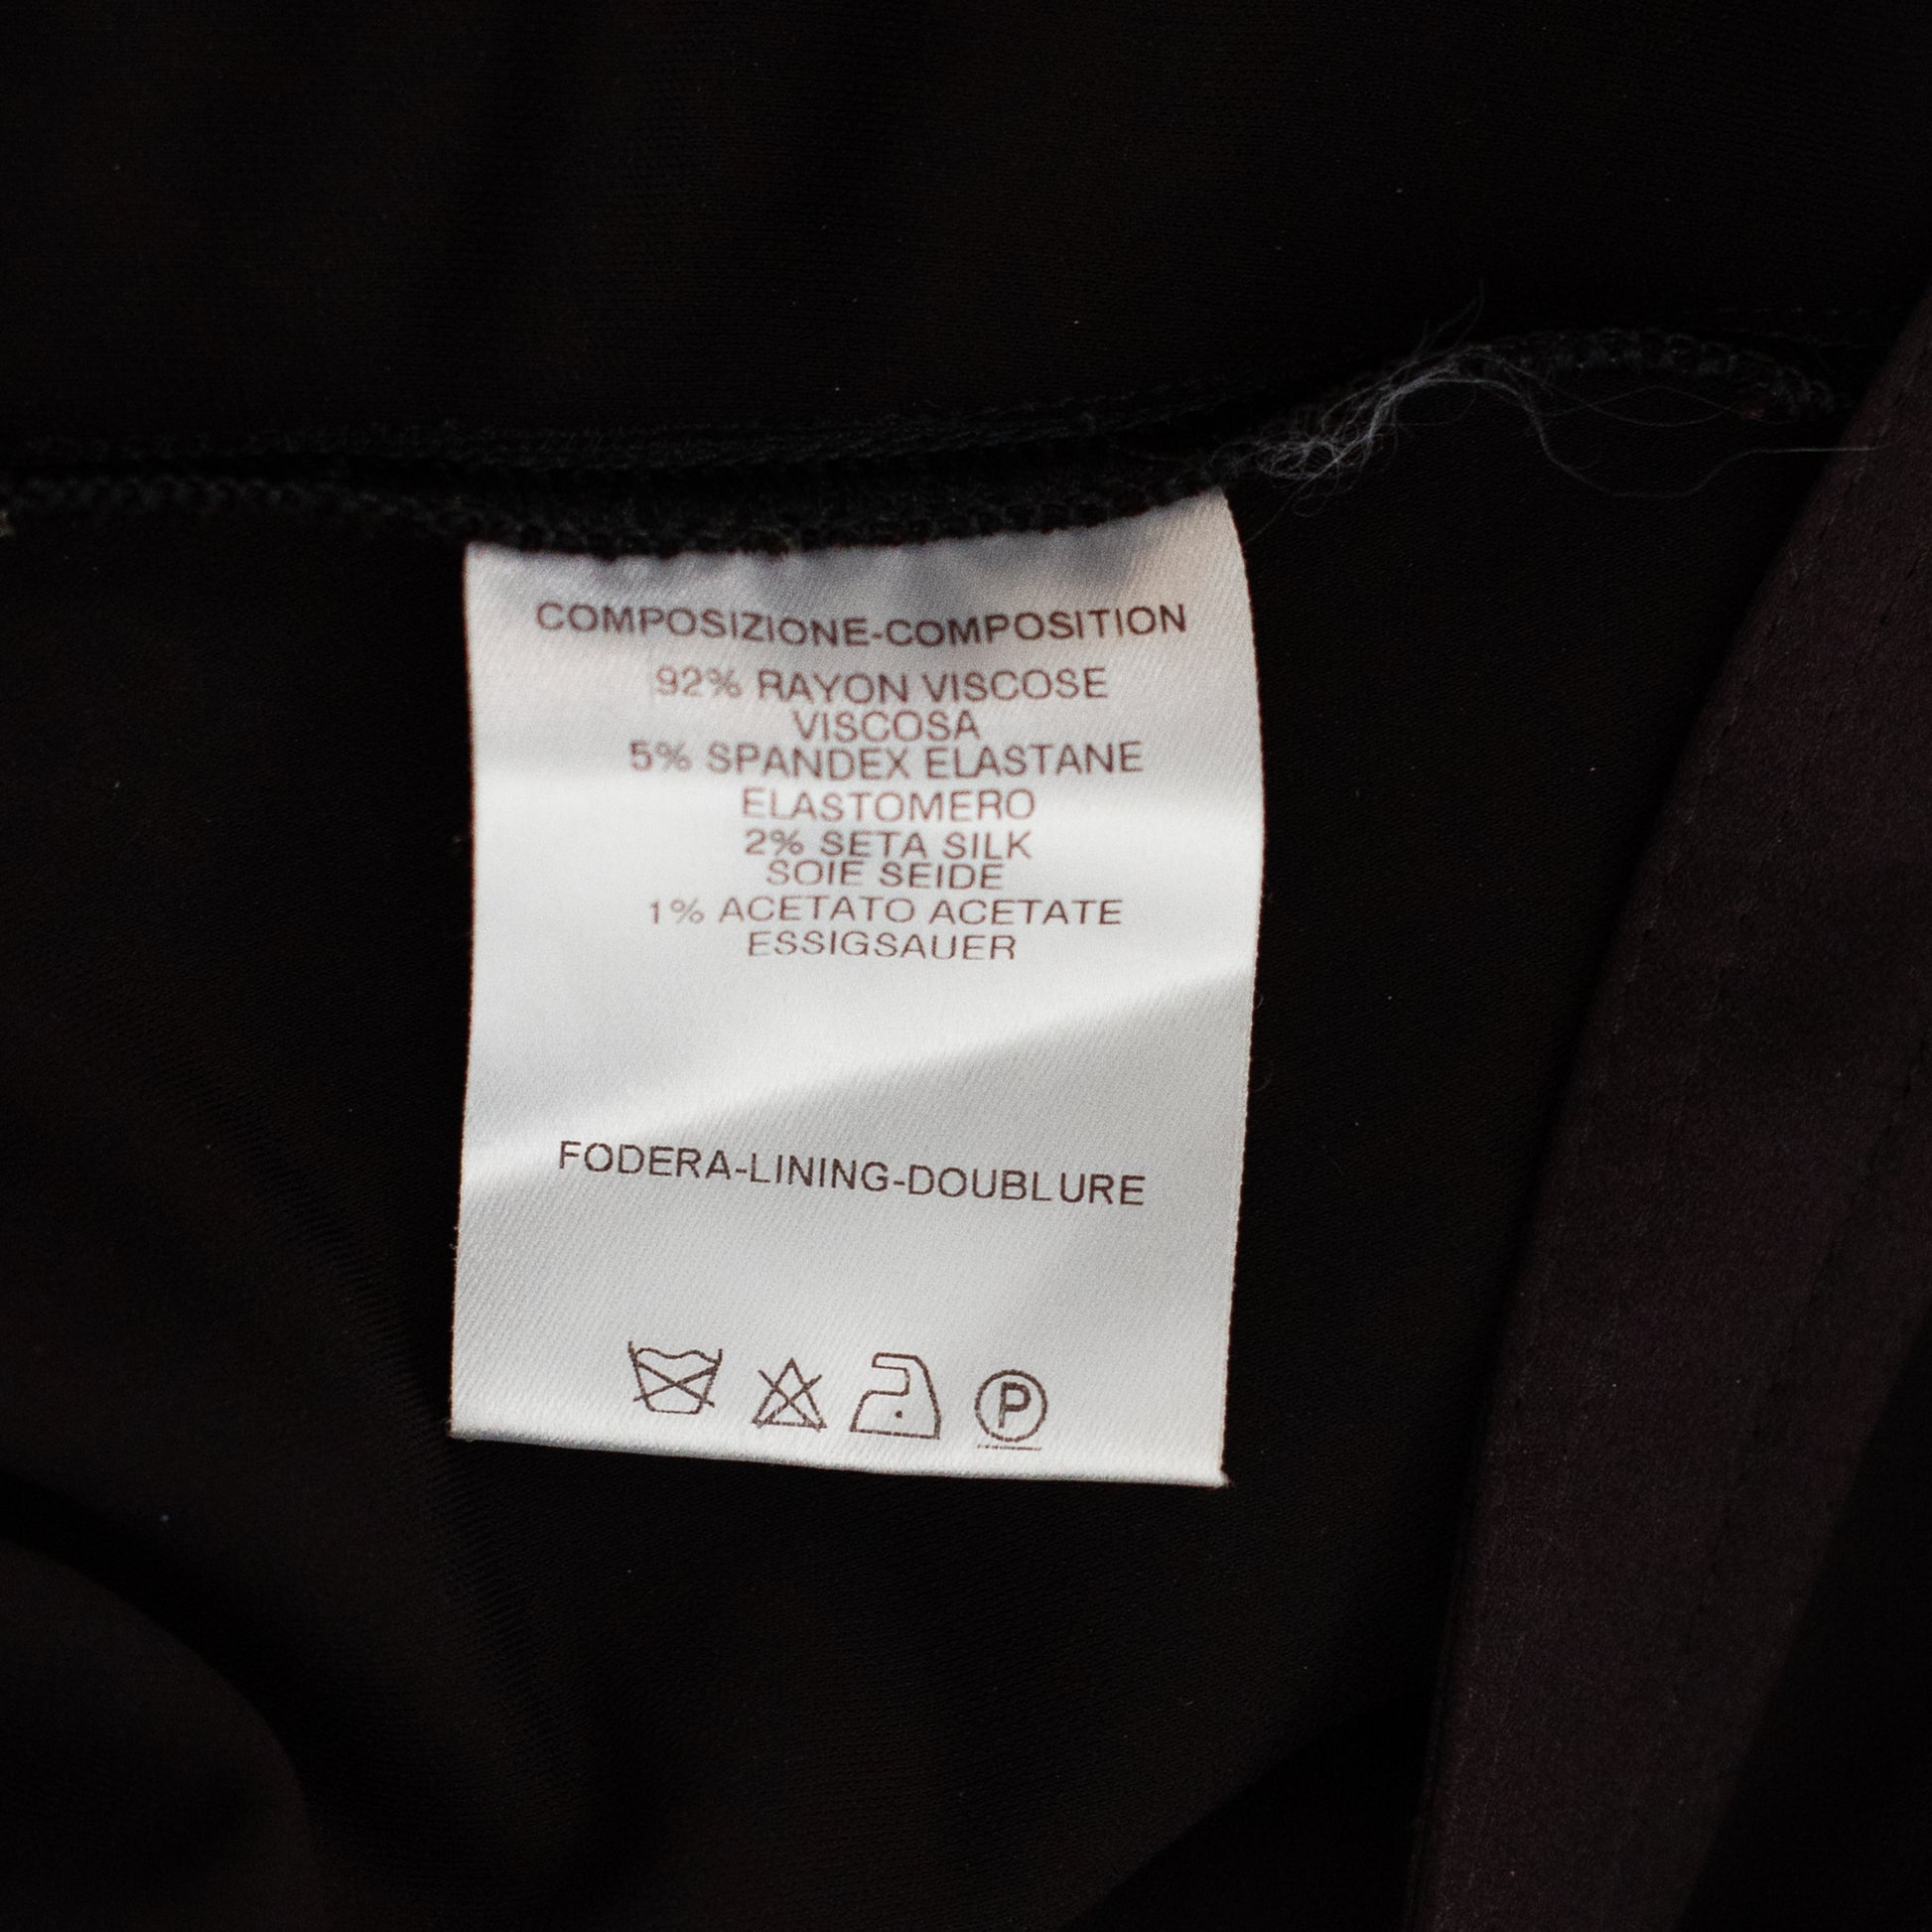 COMPOSIZIONE-COMPOSITION
92% RAYON VISCOSE
VISCOSA
5% SPANDEX ELASTANE
ELASTOMERO
2% SETA SILK
SOIE SEIDE
1% ACETATO ACETATE
ESSIGSAUER
FODERA-LINING-DOUBLURE
P